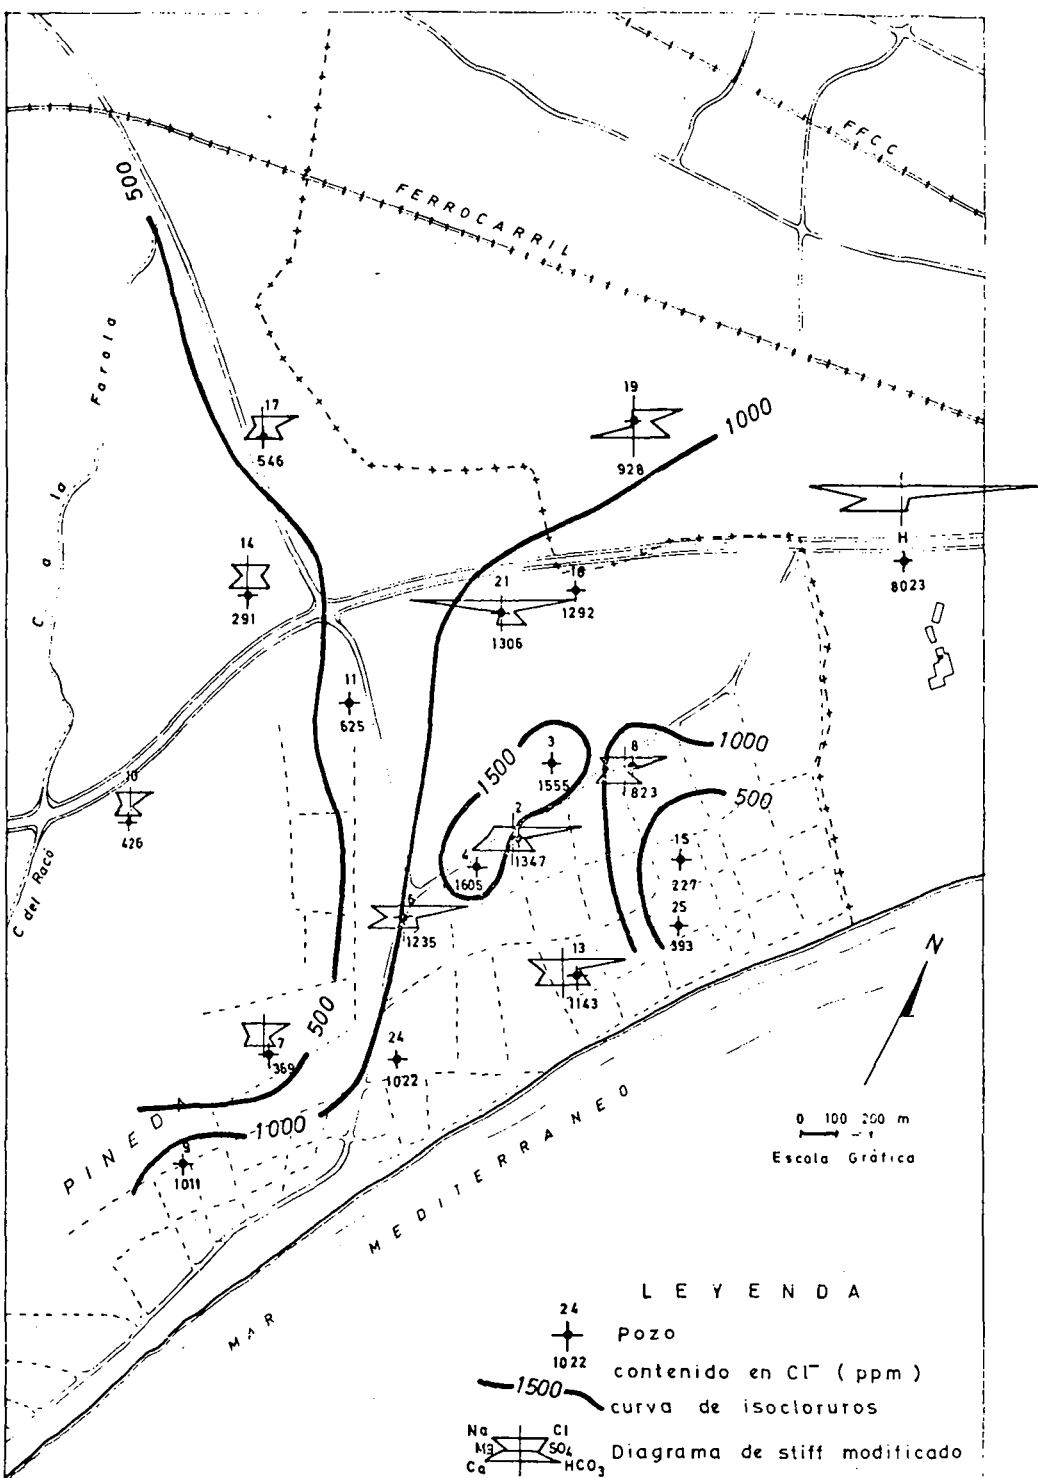 500
FERROCARRIL
FFCC
Cala Farola
17
546
19
928
1000
H
8023
14
291
21
1306
16
1292
11
625
10
426
C del Racó
3
1555
1500
8
823
1000
500
2
1347
4
1605
15
227
25
393
6
1235
13
1143
N
500
7
369
24
1022
1000
9
1011
PINEDA
MAR MEDITERRANEO
0 100 200 m
Escala Gráfica
LEYENDA
24
Pozo
1022
contenido en Cl⁻ (ppm)
1500
curva de isocloruros
Na Cl
Mg SO4
Ca HCO3
Diagrama de stiff modificado